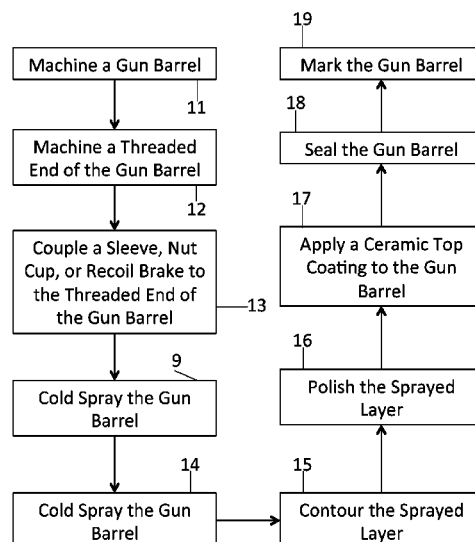 Machine a Gun Barrel
11
Machine a Threaded
End of the Gun Barrel
12
Couple a Sleeve, Nut
Cup, or Recoil Brake to
the Threaded End of
the Gun Barrel
13
9
Cold Spray the Gun
Barrel
14
Cold Spray the Gun
Barrel
15
Contour the Sprayed
Layer
16
Polish the Sprayed
Layer
17
Apply a Ceramic Top
Coating to the Gun
Barrel
18
Seal the Gun Barrel
19
Mark the Gun Barrel